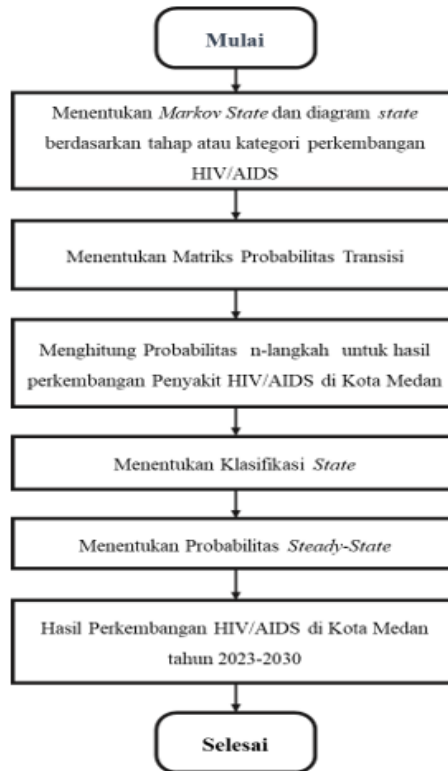 Mulai
Menentukan Markov State dan diagram state
berdasarkan tahap atau kategori perkembangan
HIV/AIDS
Menentukan Matriks Probabilitas Transisi
Menghitung Probabilitas n-langkah untuk hasil
perkembangan Penyakit HIV/AIDS di Kota Medan
Menentukan Klasifikasi State
Menentukan Probabilitas Steady-State
Hasil Perkembangan HIV/AIDS di Kota Medan
tahun 2023-2030
Selesai